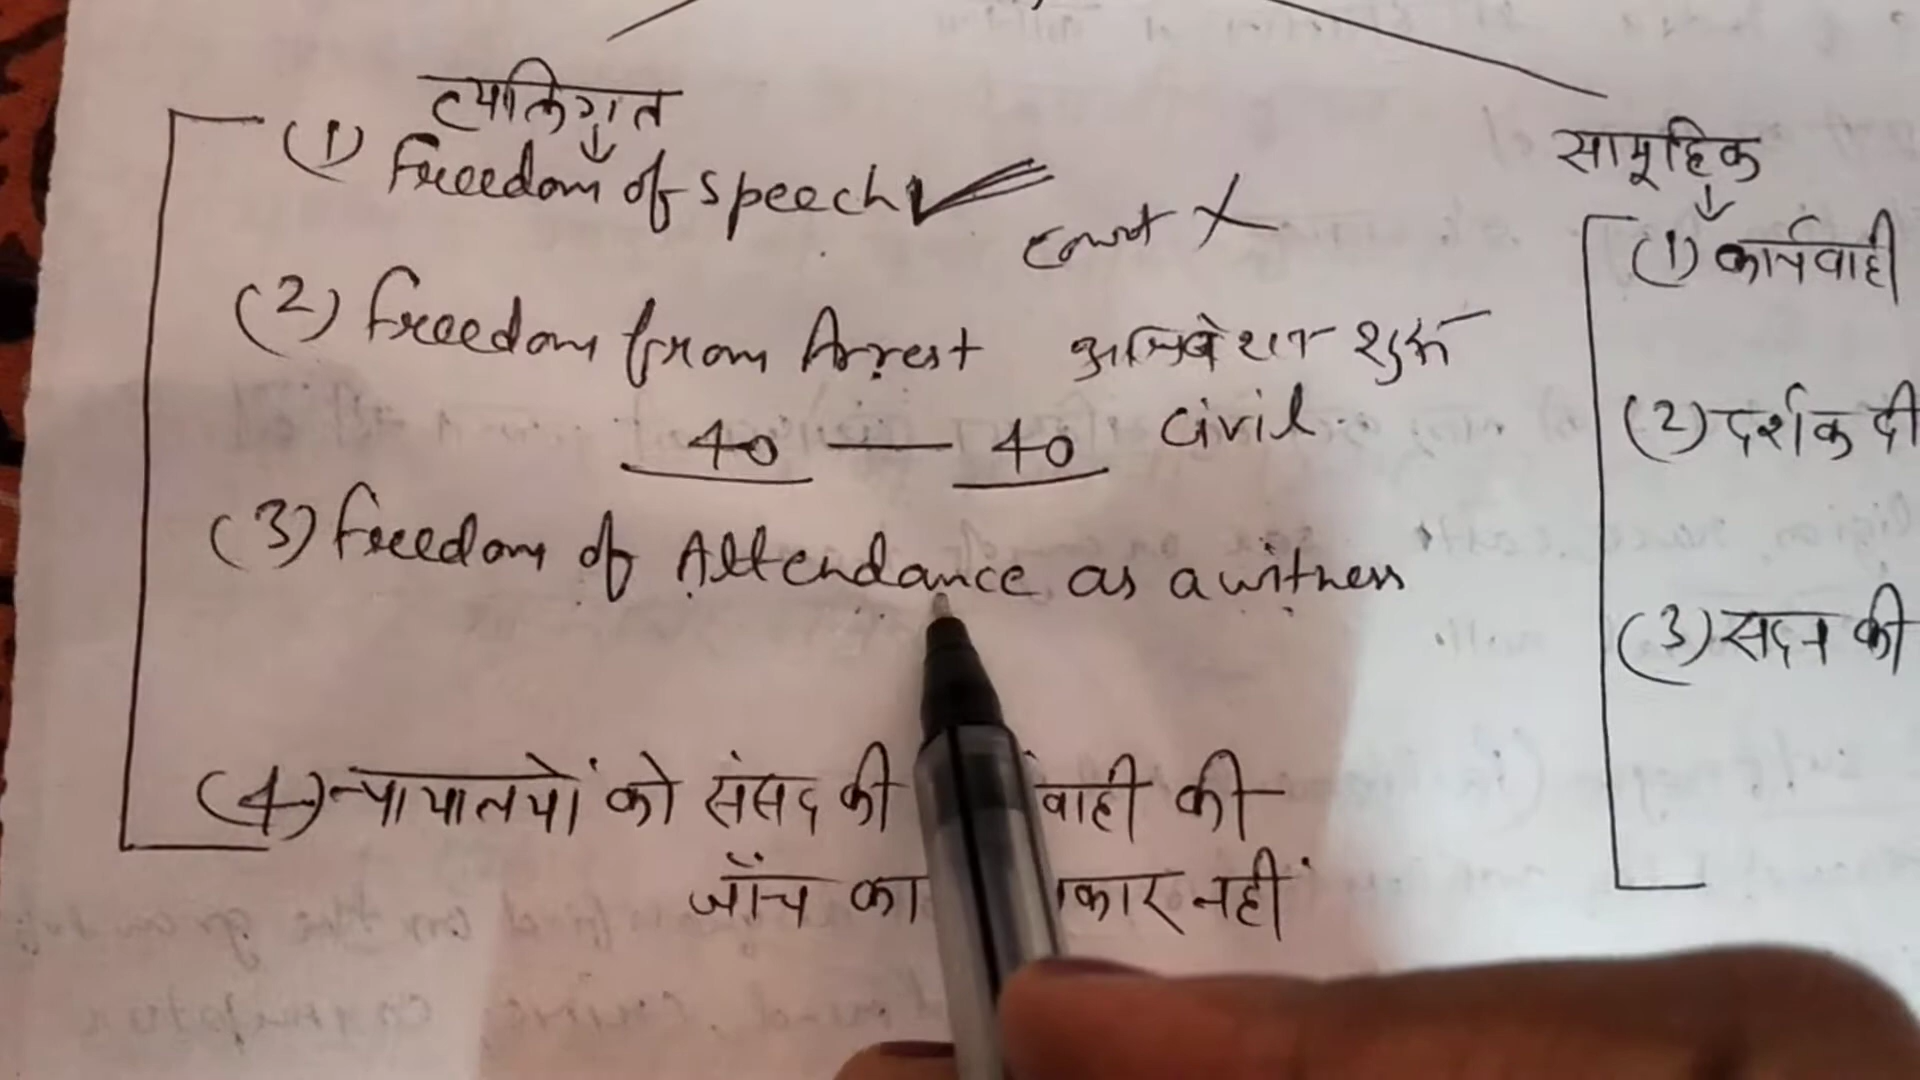 व्यक्तिगत
(1) Freedom of speech
Court
(2) Freedom from Arrest अधिवेशन शुरू
40 — 40 civil
(3) Freedom of Attendance as a witness
(4) न्यायालयों को संसद की वाही की
जाँच का कार नहीं
सामूहिक
(1) कार्यवाही
(2) दर्शक दी
(3) सदन की